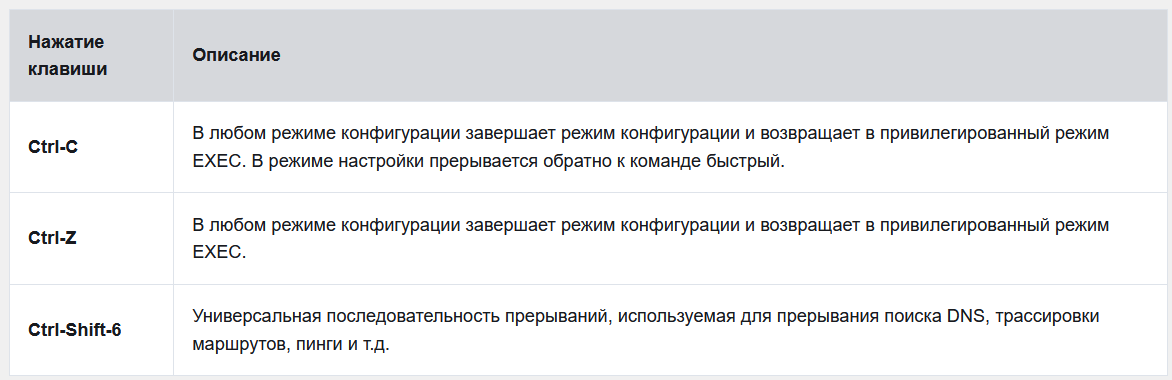 Нажатие
клавиши
Описание
Ctrl-C
В любом режиме конфигурации завершает режим конфигурации и возвращает в привилегированный режим
EXEC. В режиме настройки прерывается обратно к команде быстрый.
Ctrl-Z
В любом режиме конфигурации завершает режим конфигурации и возвращает в привилегированный режим
EXEC.
Ctrl-Shift-6
Универсальная последовательность прерываний, используемая для прерывания поиска DNS, трассировки
маршрутов, пинги и т.д.